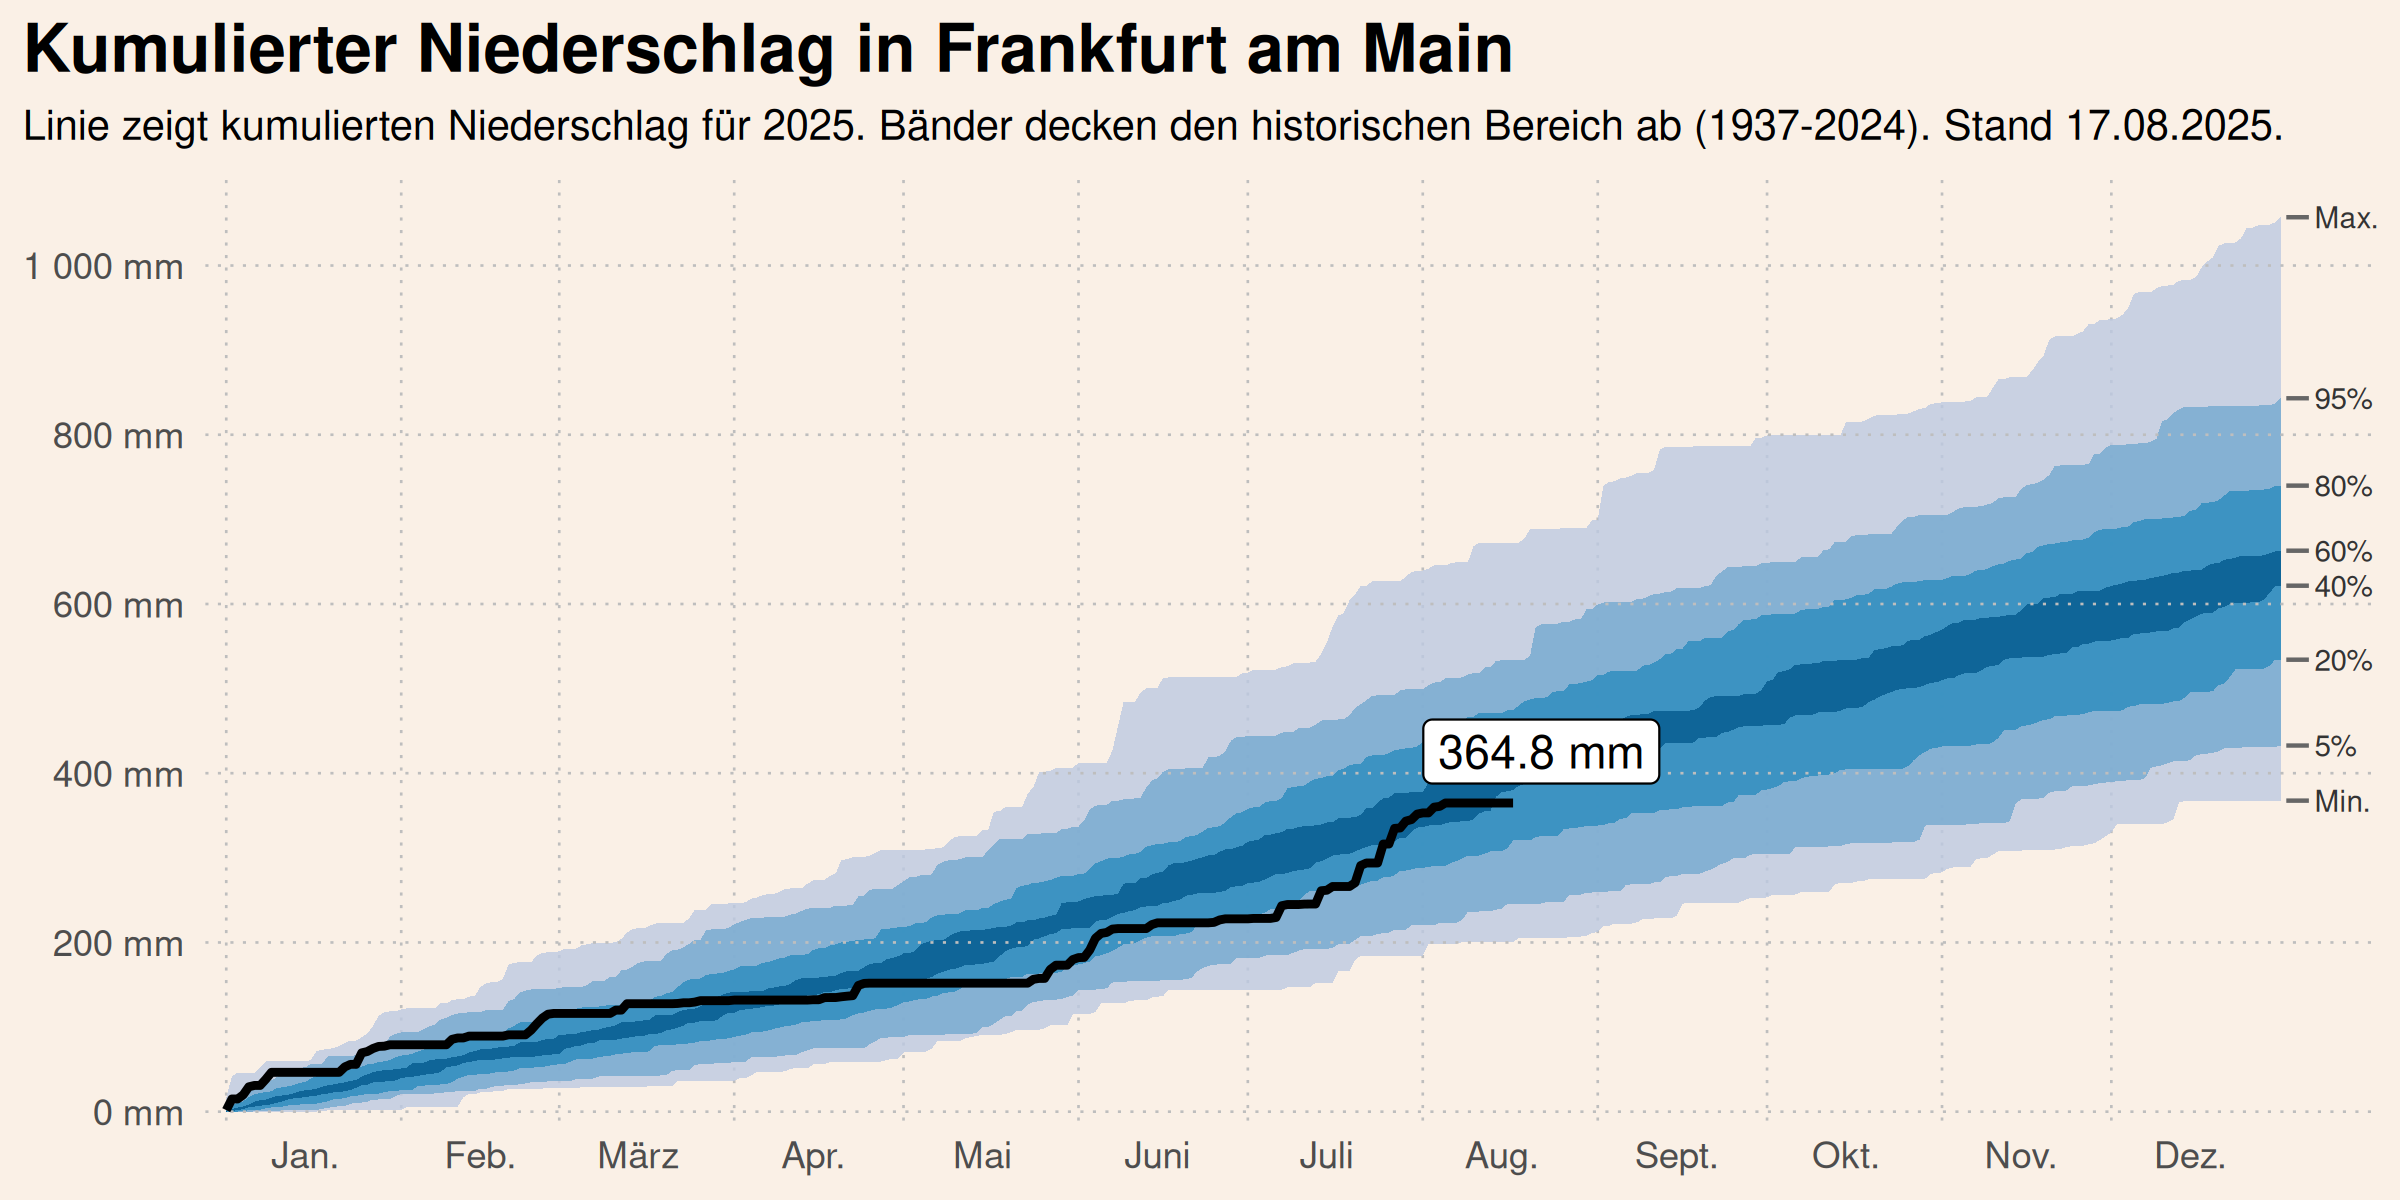 Kumulierter Niederschlag in Frankfurt am Main
Linie zeigt kumulierten Niederschlag für 2025. Bänder decken den historischen Bereich ab (1937-2024). Stand 17.08.2025.
Max.
1 000 mm
95%
800 mm
80%
60%
40%
600 mm
20%
364.8 mm
5%
400 mm
Min.
200 mm
0 mm
Jan. Feb. März Apr. Mai Juni Juli Aug. Sept. Okt. Nov. Dez.